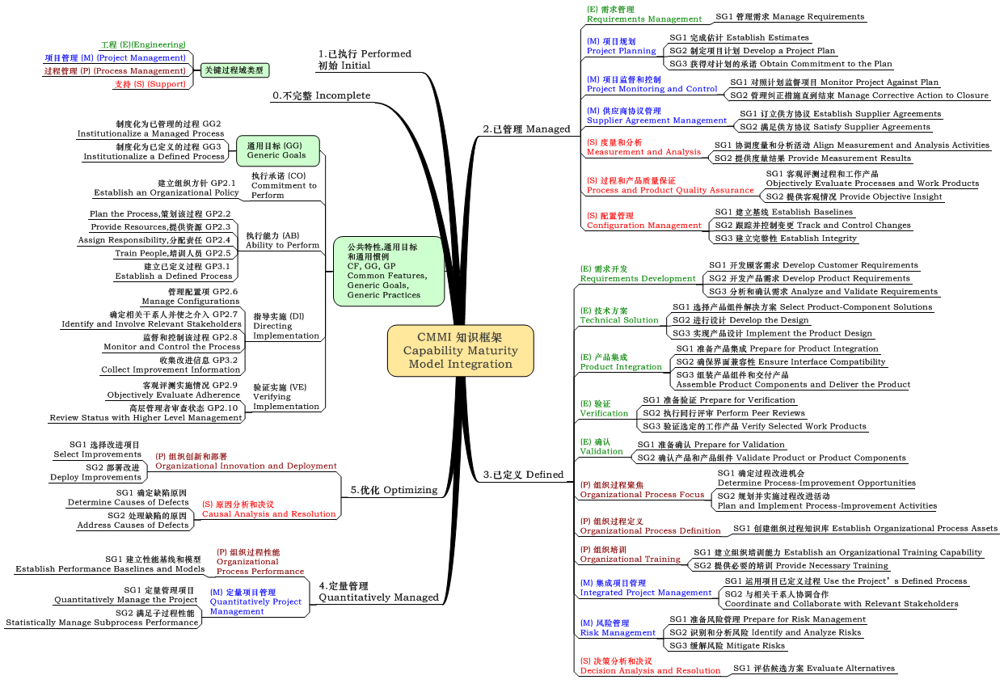 CMMI 知识框架
Capability Maturity
Model Integration
工程 (E)(Engineering)
项目管理 (M) (Project Management)
过程管理 (P) (Process Management)
支持 (S) (Support)
关键过程域类型
1.已执行 Performed
初始 Initial
0.不完整 Incomplete
制度化为已管理的过程 GG2
Institutionalize a Managed Process
制度化为已定义的过程 GG3
Institutionalize a Defined Process
通用目标 (GG)
Generic Goals
建立组织方针 GP2.1
Establish an Organizational Policy
执行承诺 (CO)
Commitment to
Perform
Plan the Process,策划该过程 GP2.2
Provide Resources,提供资源 GP2.3
Assign Responsibility,分配责任 GP2.4
Train People,培训人员 GP2.5
建立已定义过程 GP3.1
Establish a Defined Process
执行能力 (AB)
Ability to Perform
公共特性,通用目标
和通用惯例
CF, GG, GP
Common Features,
Generic Goals,
Generic Practices
管理配置项 GP2.6
Manage Configurations
确定相关干系人并使之介入 GP2.7
Identify and Involve Relevant Stakeholders
监督和控制该过程 GP2.8
Monitor and Control the Process
收集改进信息 GP3.2
Collect Improvement Information
指导实施 (DI)
Directing
Implementation
客观评测实施情况 GP2.9
Objectively Evaluate Adherence
高层管理者审查状态 GP2.10
Review Status with Higher Level Management
验证实施 (VE)
Verifying
Implementation
SG1 选择改进项目
Select Improvements
SG2 部署改进
Deploy Improvements
(P) 组织创新和部署
Organizational Innovation and Deployment
SG1 确定缺陷原因
Determine Causes of Defects
SG2 处理缺陷的原因
Address Causes of Defects
(S) 原因分析和决议
Causal Analysis and Resolution
5.优化 Optimizing
SG1 建立性能基线和模型
Establish Performance Baselines and Models
(P) 组织过程性能
Organizational
Process Performance
SG1 定量管理项目
Quantitatively Manage the Project
SG2 满足子过程性能
Statistically Manage Subprocess Performance
(M) 定量项目管理
Quantitatively Project
Management
4.定量管理
Quantitatively Managed
2.已管理 Managed
(E) 需求管理
Requirements Management
SG1 管理需求 Manage Requirements
(M) 项目规划
Project Planning
SG1 完成估计 Establish Estimates
SG2 制定项目计划 Develop a Project Plan
SG3 获得对计划的承诺 Obtain Commitment to the Plan
(M) 项目监督和控制
Project Monitoring and Control
SG1 对照计划监督项目 Monitor Project Against Plan
SG2 管理纠正措施直到结束 Manage Corrective Action to Closure
(M) 供应商协议管理
Supplier Agreement Management
SG1 订立供方协议 Establish Supplier Agreements
SG2 满足供方协议 Satisfy Supplier Agreements
(S) 度量和分析
Measurement and Analysis
SG1 协调度量和分析活动 Align Measurement and Analysis Activities
SG2 提供度量结果 Provide Measurement Results
(S) 过程和产品质量保证
Process and Product Quality Assurance
SG1 客观评测过程和工作产品
Objectively Evaluate Processes and Work Products
SG2 提供客观情况 Provide Objective Insight
(S) 配置管理
Configuration Management
SG1 建立基线 Establish Baselines
SG2 跟踪并控制变更 Track and Control Changes
SG3 建立完整性 Establish Integrity
3.已定义 Defined
(E) 需求开发
Requirements Development
SG1 开发顾客需求 Develop Customer Requirements
SG2 开发产品需求 Develop Product Requirements
SG3 分析和确认需求 Analyze and Validate Requirements
(E) 技术方案
Technical Solution
SG1 选择产品组件解决方案 Select Product-Component Solutions
SG2 进行设计 Develop the Design
SG3 实现产品设计 Implement the Product Design
(E) 产品集成
Product Integration
SG1 准备产品集成 Prepare for Product Integration
SG2 确保界面兼容性 Ensure Interface Compatibility
SG3 组装产品组件和交付产品
Assemble Product Components and Deliver the Product
(E) 验证
Verification
SG1 准备验证 Prepare for Verification
SG2 执行同行评审 Perform Peer Reviews
SG3 验证选定的工作产品 Verify Selected Work Products
(E) 确认
Validation
SG1 准备确认 Prepare for Validation
SG2 确认产品和产品组件 Validate Product or Product Components
(P) 组织过程聚焦
Organizational Process Focus
SG1 确定过程改进机会
Determine Process-Improvement Opportunities
SG2 规划并实施过程改进活动
Plan and Implement Process-Improvement Activities
(P) 组织过程定义
Organizational Process Definition
SG1 创建组织过程知识库 Establish Organizational Process Assets
(P) 组织培训
Organizational Training
SG1 建立组织培训能力 Establish an Organizational Training Capability
SG2 提供必要的培训 Provide Necessary Training
(M) 集成项目管理
Integrated Project Management
SG1 运用项目已定义过程 Use the Project’s Defined Process
SG2 与相关干系人协调合作
Coordinate and Collaborate with Relevant Stakeholders
(M) 风险管理
Risk Management
SG1 准备风险管理 Prepare for Risk Management
SG2 识别和分析风险 Identify and Analyze Risks
SG3 缓解风险 Mitigate Risks
(S) 决策分析和决议
Decision Analysis and Resolution
SG1 评估候选方案 Evaluate Alternatives